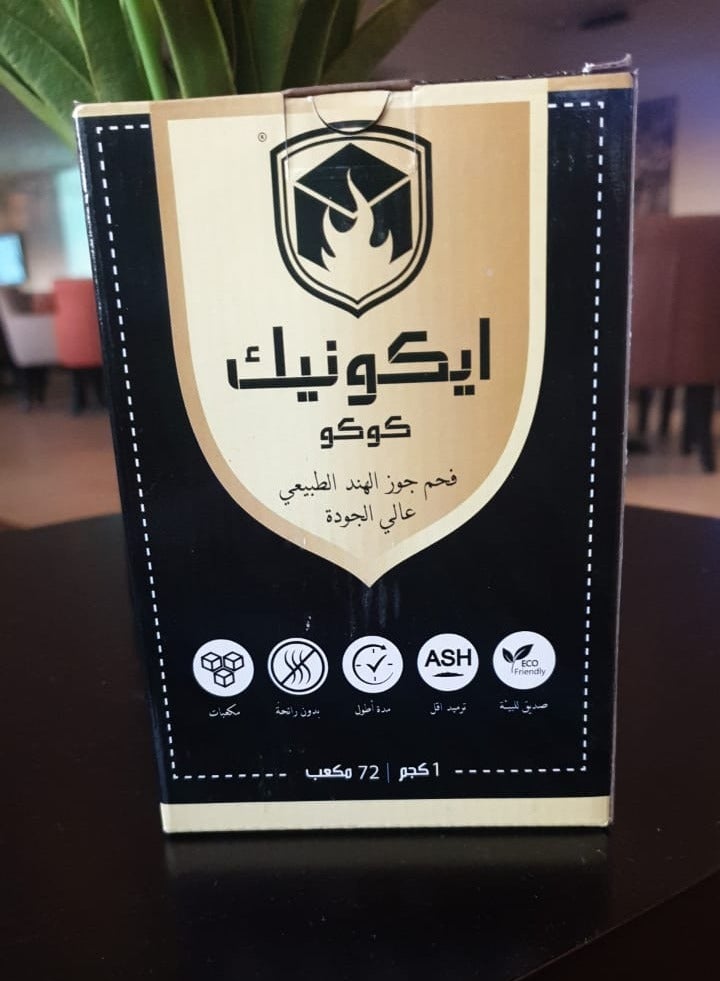 ®
ايكونيك
كوكو
فحم جوز الهند الطبيعي
عالي الجودة
ECO
Friendly
صديق للبيئة
ASH
ترميد اقل
مدة أطول
بدون رائحة
مكعبات
1 كجم | 72 مكعب